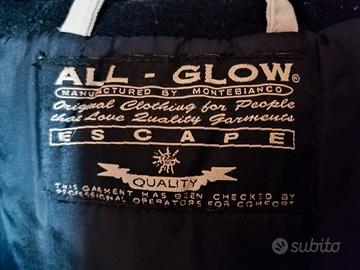 ALL - GLOW®
MANUFACTURED BY MONTEBIANCO
Original Clothing for People
that Love Quality Garments
ESCAPE
QUALITY
THIS GARMENT HAS BEEN CHECKED BY
PROFESSIONAL OPERATORS FOR COMFORT
subito